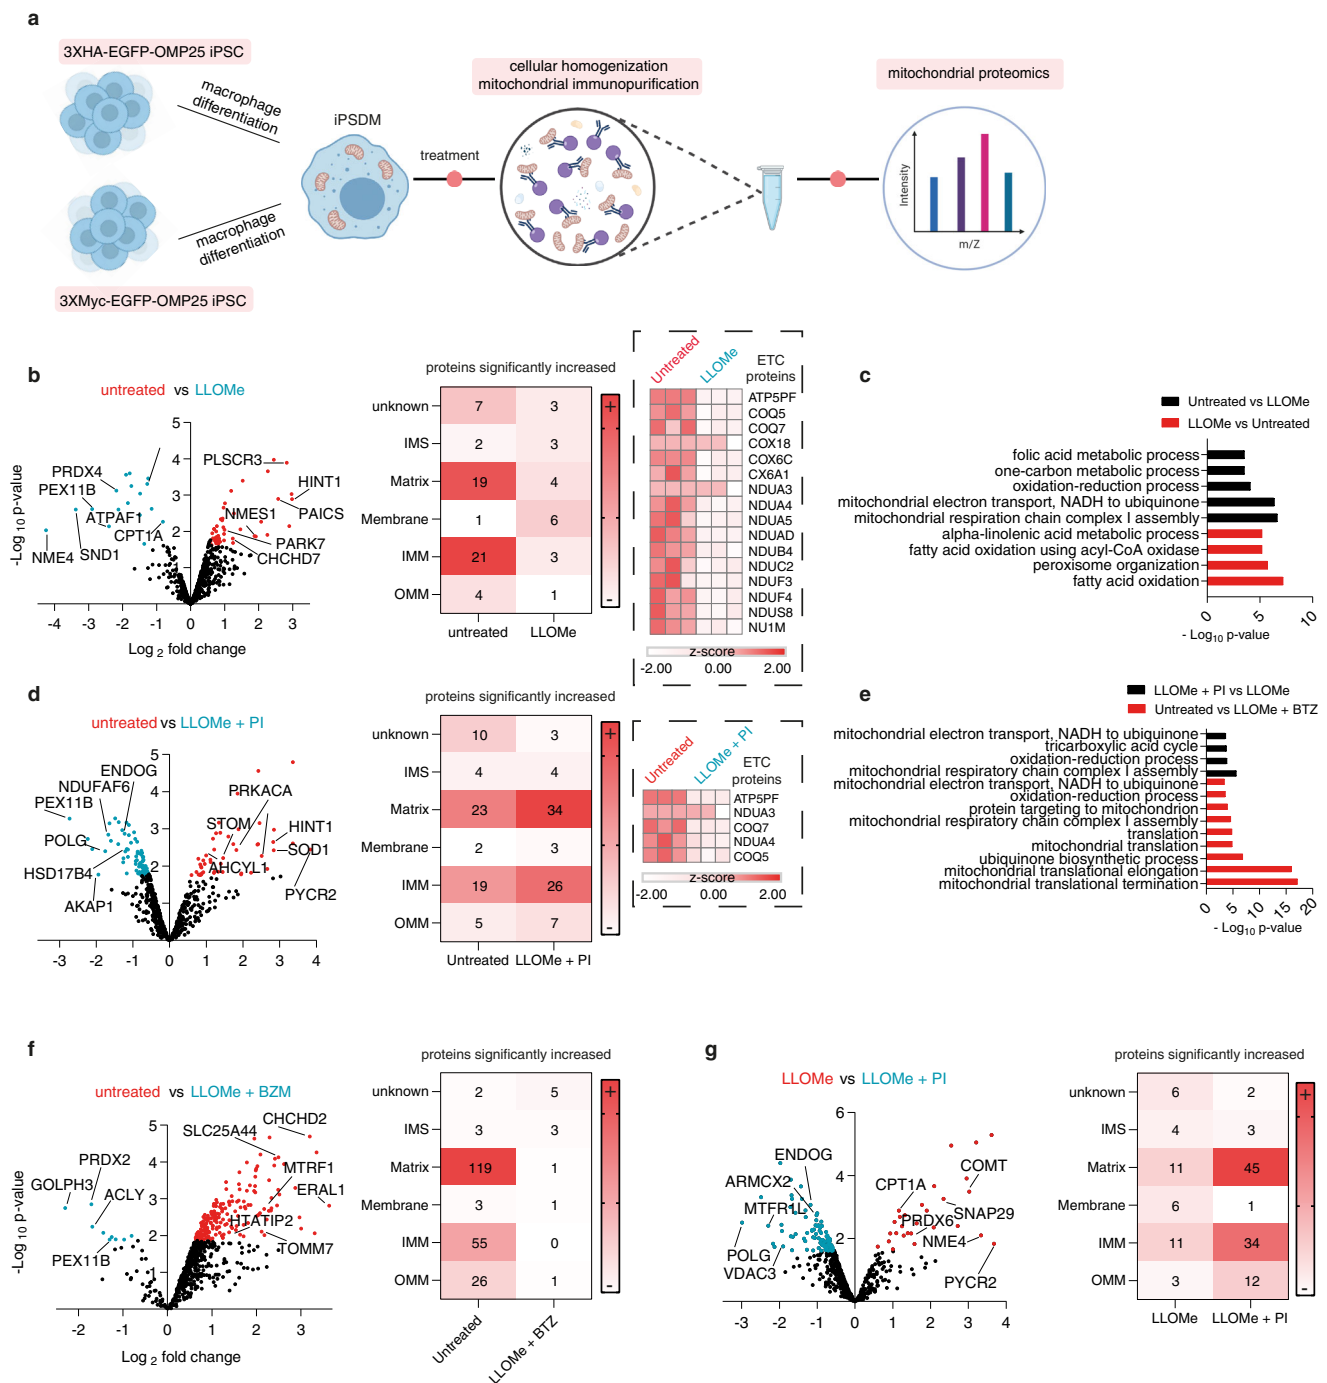 a
3XHA-EGFP-OMP25 iPSC
macrophage
differentiation
macrophage
differentiation
3XMyc-EGFP-OMP25 iPSC
iPSDM
treatment
cellular homogenization
mitochondrial immunopurification
mitochondrial proteomics
Intensity
m/Z
b
untreated vs LLOMe
-Log 10 p-value
5
4
3
2
1
-4 -3 -2 -1 0 1 2 3
Log 2 fold change
PRDX4
PEX11B
ATPAF1
CPT1A
NME4
SND1
PLSCR3
HINT1
PAICS
NMES1
PARK7
CHCHD7
proteins significantly increased
unknown 7 3
IMS 2 3
Matrix 19 4
Membrane 1 6
IMM 21 3
OMM 4 1
untreated LLOMe
+
-
Untreated
LLOMe
ETC
proteins
ATP5PF
COQ5
COQ7
COX18
COX6C
CX6A1
NDUA3
NDUA4
NDUA5
NDUAD
NDUB4
NDUC2
NDUF3
NDUF4
NDUS8
NU1M
z-score
-2.00 0.00 2.00
c
Untreated vs LLOMe
LLOMe vs Untreated
folic acid metabolic process
one-carbon metabolic process
oxidation-reduction process
mitochondrial electron transport, NADH to ubiquinone
mitochondrial respiration chain complex I assembly
alpha-linolenic acid metabolic process
fatty acid oxidation using acyl-CoA oxidase
peroxisome organization
fatty acid oxidation
0 5 10
- Log10 p-value
d
untreated vs LLOMe + PI
5
4
3
2
1
-3 -2 -1 0 1 2 3 4
ENDOG
NDUFAF6
PEX11B
POLG
HSD17B4
AKAP1
PRKACA
STOM
HINT1
SOD1
AHCYL1
PYCR2
proteins significantly increased
unknown 10 3
IMS 4 4
Matrix 23 34
Membrane 2 3
IMM 19 26
OMM 5 7
Untreated LLOMe + PI
+
-
Untreated
LLOMe + PI
ETC
proteins
ATP5PF
NDUA3
COQ7
NDUA4
COQ5
z-score
-2.00 0.00 2.00
e
LLOMe + PI vs LLOMe
Untreated vs LLOMe + BTZ
mitochondrial electron transport, NADH to ubiquinone
tricarboxylic acid cycle
oxidation-reduction process
mitochondrial respiratory chain complex I assembly
mitochondrial electron transport, NADH to ubiquinone
oxidation-reduction process
protein targeting to mitochondrion
mitochondrial respiratory chain complex I assembly
translation
mitochondrial translation
ubiquinone biosynthetic process
mitochondrial translational elongation
mitochondrial translational termination
0 5 10 15 20
- Log10 p-value
f
untreated vs LLOMe + BZM
-Log 10 p-value
5
4
3
2
1
-2 -1 0 1 2 3
Log 2 fold change
PRDX2
GOLPH3
ACLY
PEX11B
CHCHD2
SLC25A44
MTRF1
ERAL1
HTATIP2
TOMM7
proteins significantly increased
unknown 2 5
IMS 3 3
Matrix 119 1
Membrane 3 1
IMM 55 0
OMM 26 1
Untreated LLOMe + BTZ
+
-
g
LLOMe vs LLOMe + PI
6
4
2
-3 -2 -1 0 1 2 3 4
ENDOG
ARMCX2
MTFR1L
POLG
VDAC3
COMT
CPT1A
SNAP29
PRDX6
NME4
PYCR2
proteins significantly increased
unknown 6 2
IMS 4 3
Matrix 11 45
Membrane 6 1
IMM 11 34
OMM 3 12
LLOMe LLOMe + PI
+
-